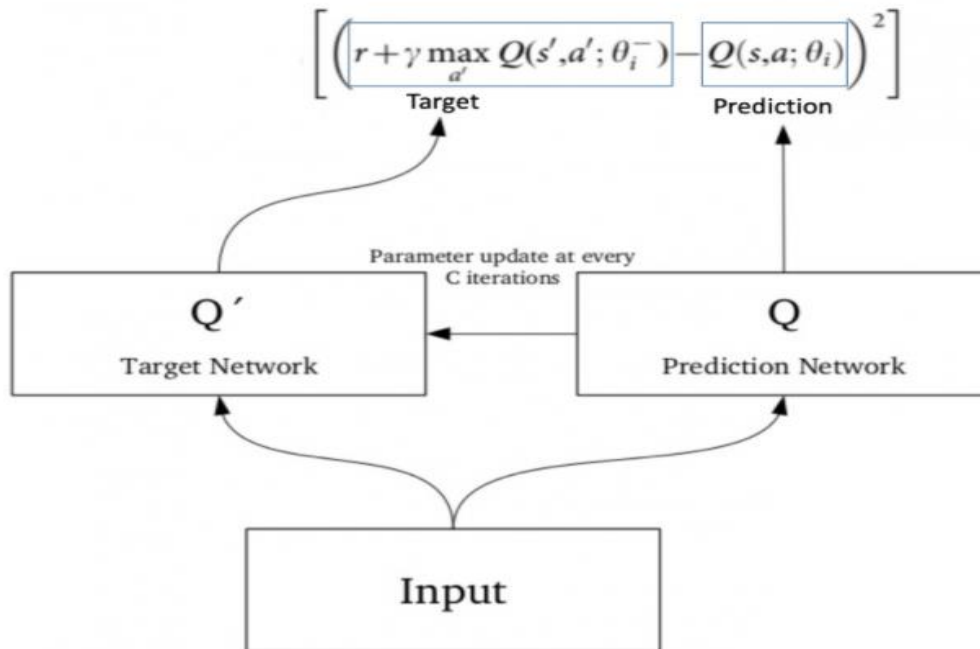 [(r + γ max_{a'} Q(s',a'; θ_i^-) − Q(s,a; θ_i))^2]
Target
Prediction
Parameter update at every
C iterations
Q´
Target Network
Q
Prediction Network
Input